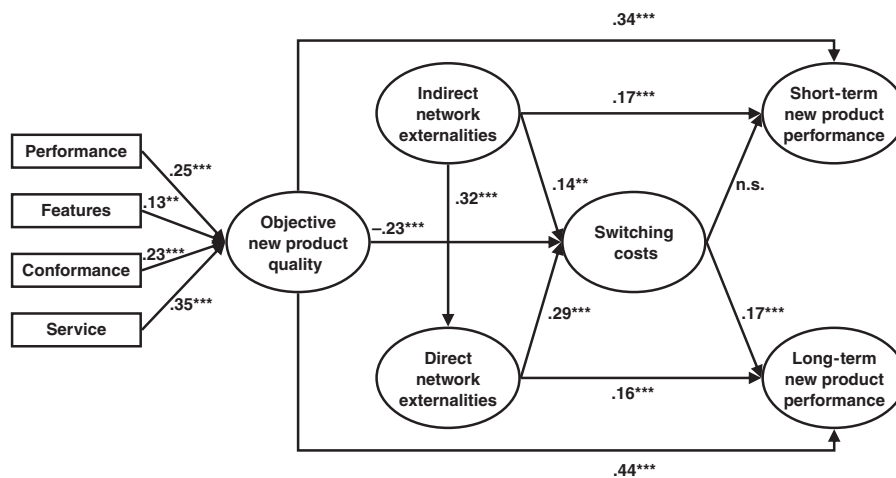 .34***
Indirect
network
externalities
.17***
Short-term
new product
performance
Performance
.25***
Features
.13**
Conformance
.23***
Service
.35***
Objective
new product
quality
–.23***
.32***
.14**
n.s.
Switching
costs
.29***
.17***
Direct
network
externalities
.16***
Long-term
new product
performance
.44***